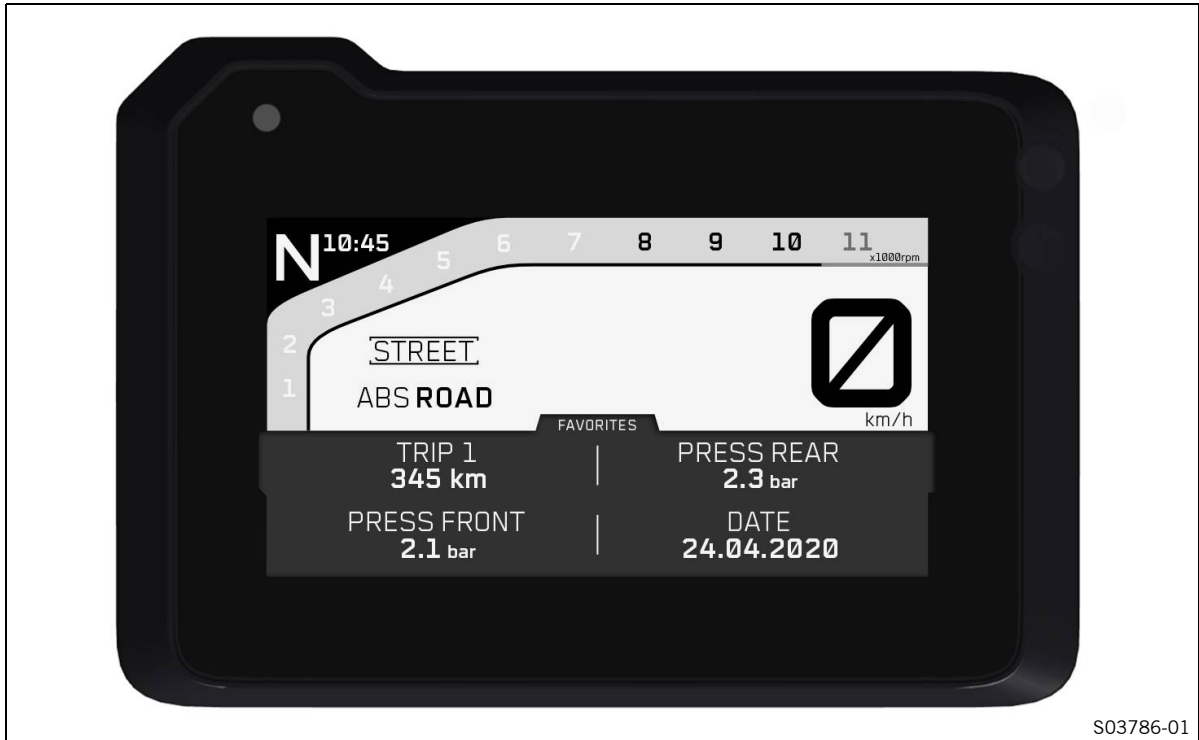 N 10:45
1 2 3 4 5 6 7 8 9 10 11
x1000rpm
STREET
ABS ROAD
0
km/h
FAVORITES
TRIP 1
345 km
PRESS REAR
2.3 bar
PRESS FRONT
2.1 bar
DATE
24.04.2020
S03786-01